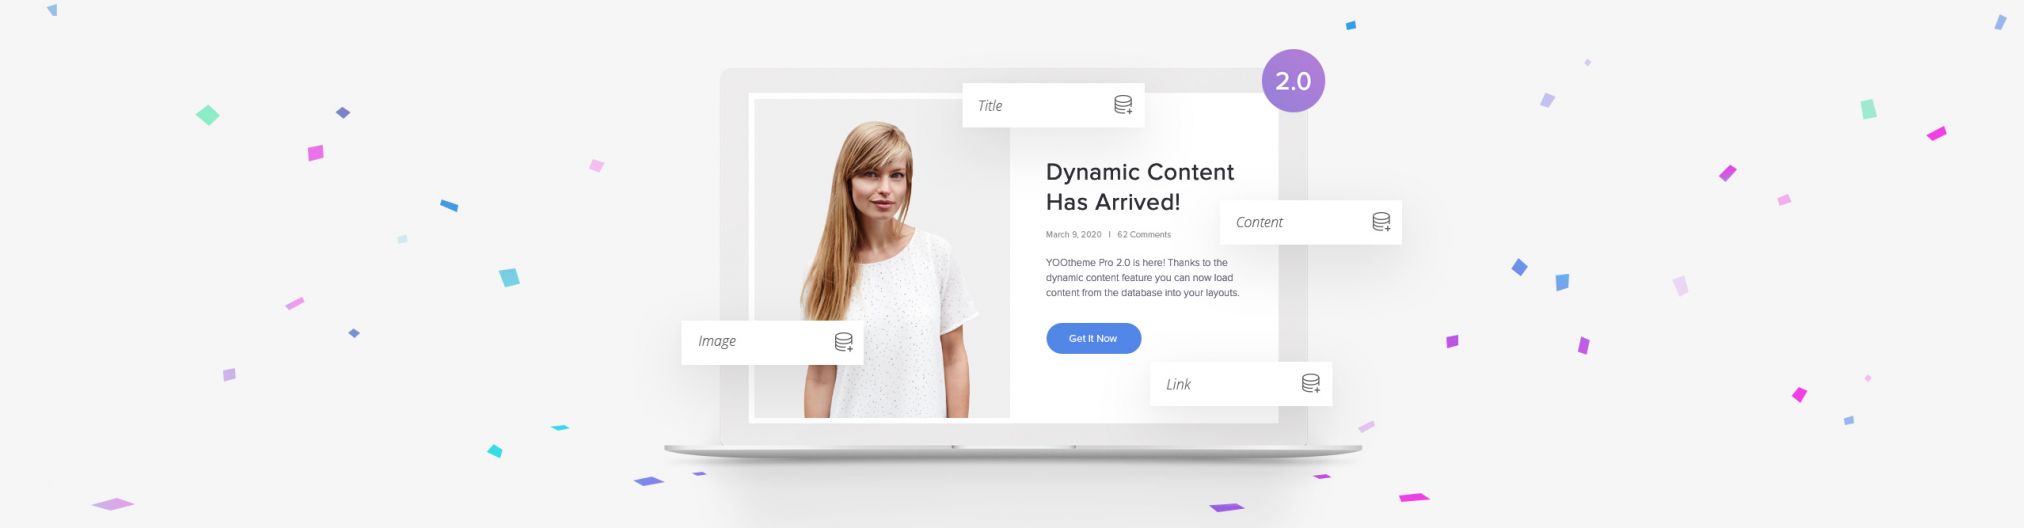 2.0
Title
Dynamic Content
Has Arrived!
Content
March 9, 2020 | 62 Comments
YOOtheme Pro 2.0 is here! Thanks to the
dynamic content feature you can now load
content from the database into your layouts.
Image
Get It Now
Link